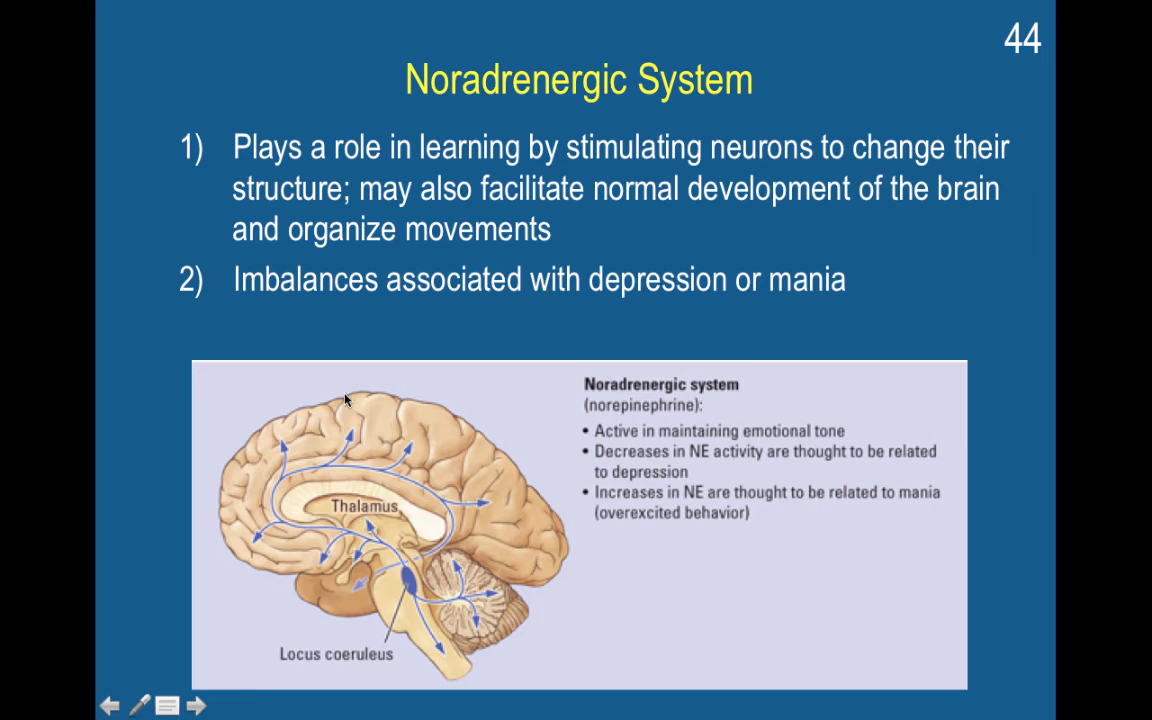 44
Noradrenergic System
1) Plays a role in learning by stimulating neurons to change their
structure; may also facilitate normal development of the brain
and organize movements
2) Imbalances associated with depression or mania
Noradrenergic system
(norepinephrine):
• Active in maintaining emotional tone
• Decreases in NE activity are thought to be related
to depression
• Increases in NE are thought to be related to mania
(overexcited behavior)
Thalamus
Locus coeruleus